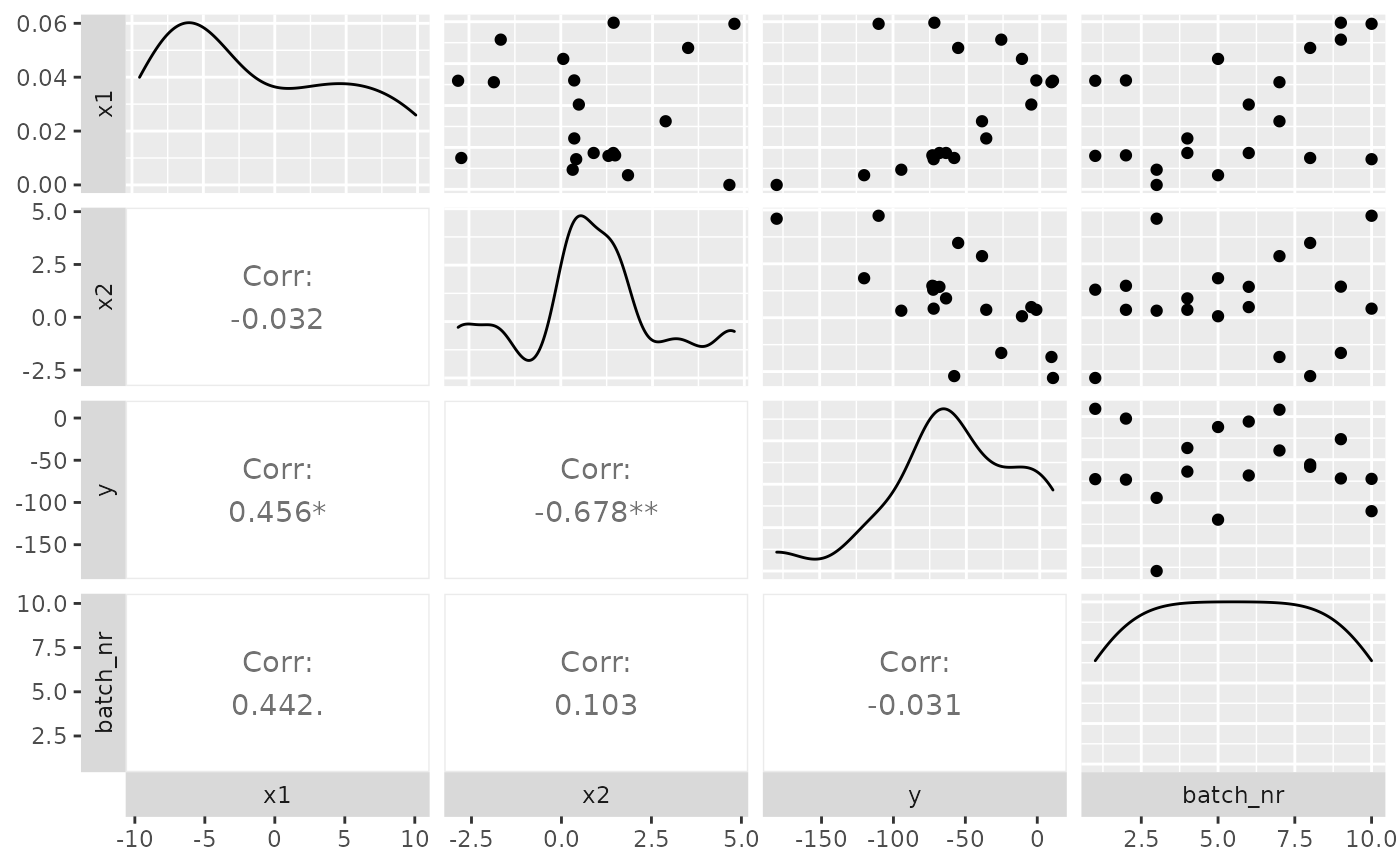 0.06
0.04
0.02
0.00
x1
5.0
2.5
0.0
-2.5
x2
Corr:
-0.032
0
-50
-100
-150
y
Corr:
0.456*
Corr:
-0.678**
10.0
7.5
5.0
2.5
batch_nr
Corr:
0.442.
Corr:
0.103
Corr:
-0.031
x1 x2 y batch_nr
-10 -5 0 5 10 -2.5 0.0 2.5 5.0 -150 -100 -50 0 2.5 5.0 7.5 10.0